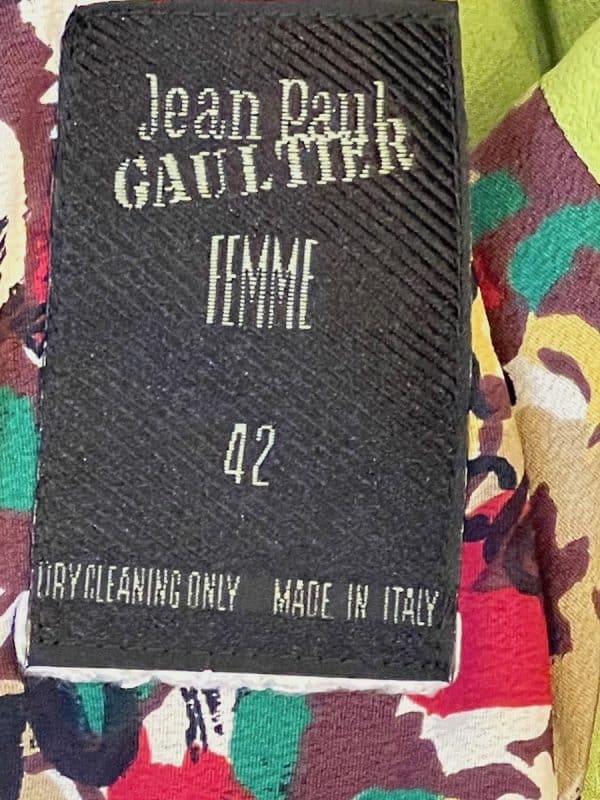 Jean Paul
GAULTIER
FEMME
42
DRY CLEANING ONLY MADE IN ITALY